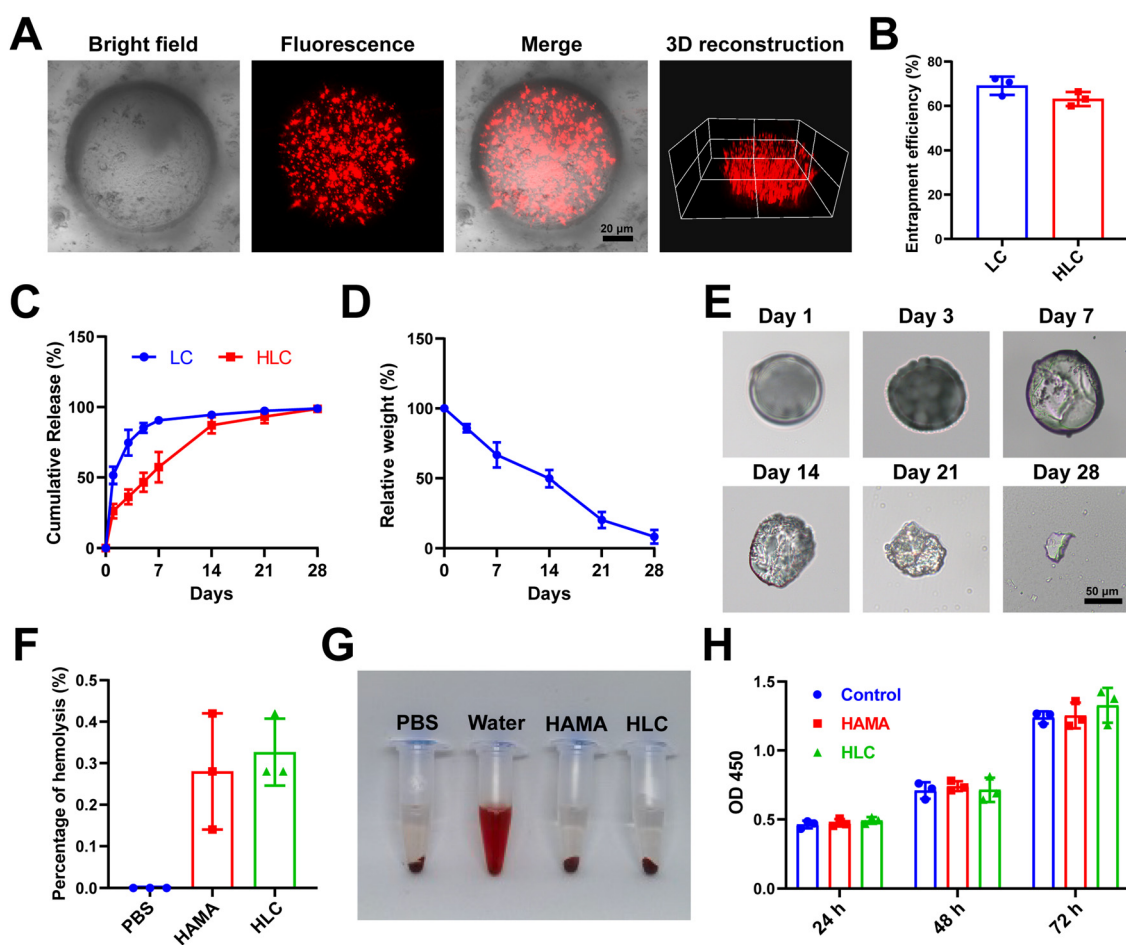 A
Bright field
Fluorescence
Merge
3D reconstruction
20 µm
B
Entrapment efficiency (%)
80
60
40
20
0
LC
HLC
C
Cumulative Release (%)
150
100
50
0
LC
HLC
0 7 14 21 28
Days
D
Relative weight (%)
150
100
50
0
0 7 14 21 28
Days
E
Day 1
Day 3
Day 7
Day 14
Day 21
Day 28
50 µm
F
Percentage of hemolysis (%)
0.5
0.4
0.3
0.2
0.1
0.0
PBS
HAMA
HLC
G
PBS
Water
HAMA
HLC
H
OD 450
1.5
1.0
0.5
0.0
Control
HAMA
HLC
24 h
48 h
72 h